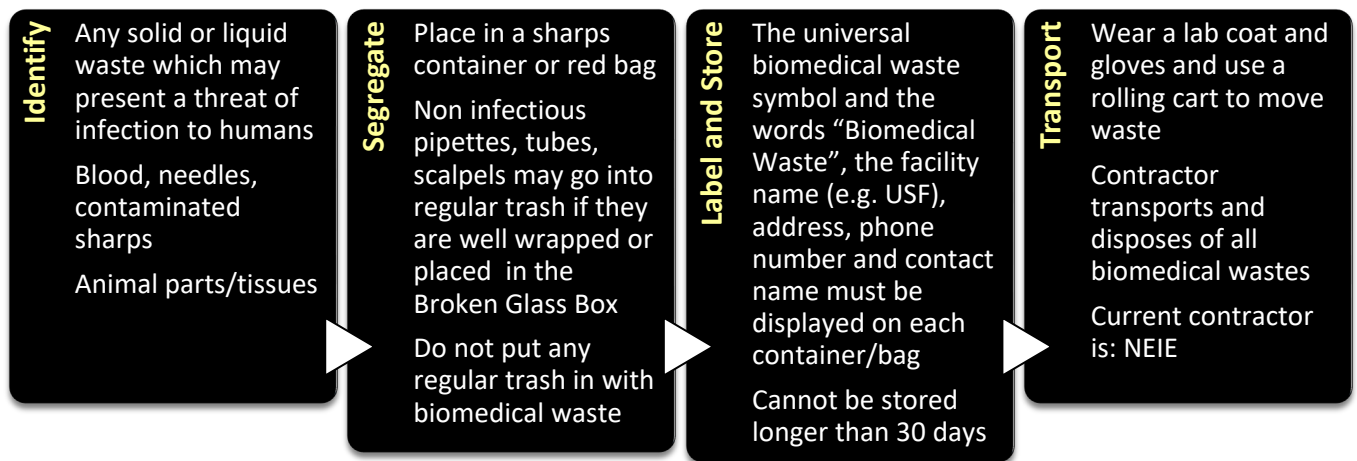 Identify
Any solid or liquid
waste which may
present a threat of
infection to humans
Blood, needles,
contaminated
sharps
Animal parts/tissues
Segregate
Place in a sharps
container or red bag
Non infectious
pipettes, tubes,
scalpels may go into
regular trash if they
are well wrapped or
placed in the
Broken Glass Box
Do not put any
regular trash in with
biomedical waste
Label and Store
The universal
biomedical waste
symbol and the
words “Biomedical
Waste”, the facility
name (e.g. USF),
address, phone
number and contact
name must be
displayed on each
container/bag
Cannot be stored
longer than 30 days
Transport
Wear a lab coat and
gloves and use a
rolling cart to move
waste
Contractor
transports and
disposes of all
biomedical wastes
Current contractor
is: NEIE